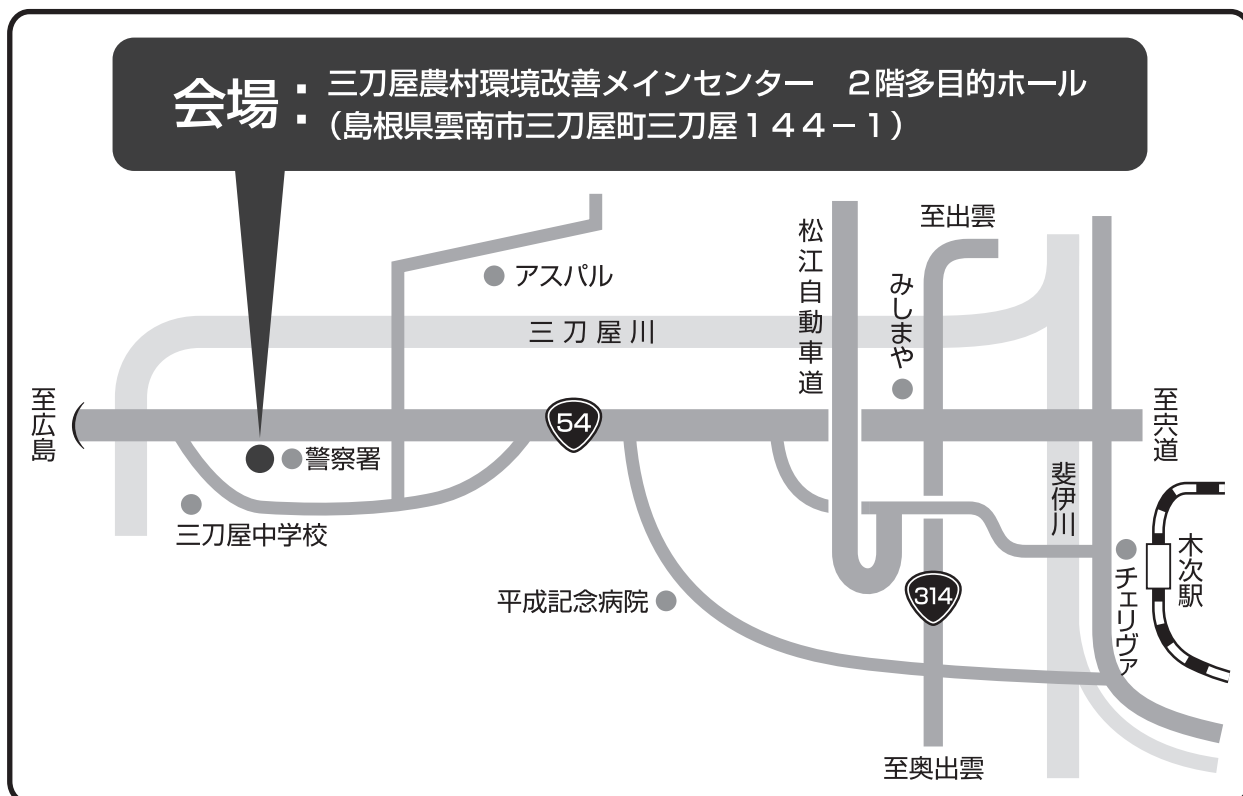 会場：三刀屋農村環境改善メインセンター　２階多目的ホール
（島根県雲南市三刀屋町三刀屋１４４－１）
至出雲
松江自動車道
みしまや
アスパル
三刀屋川
至広島
54
至宍道
警察署
三刀屋中学校
斐伊川
木次駅
チェリヴァ
平成記念病院
314
至奥出雲